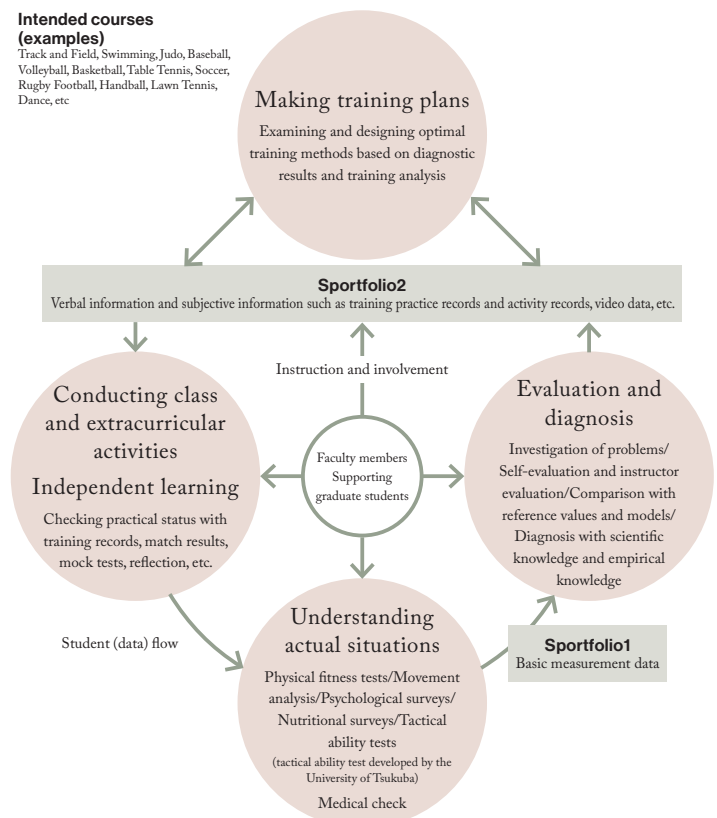 Intended courses
(examples)
Track and Field, Swimming, Judo, Baseball,
Volleyball, Basketball, Table Tennis, Soccer,
Rugby Football, Handball, Lawn Tennis,
Dance, etc
Making training plans
Examining and designing optimal
training methods based on diagnostic
results and training analysis
Sportfolio2
Verbal information and subjective information such as training practice records and activity records, video data, etc.
Instruction and involvement
Conducting class
and extracurricular
activities
Independent learning
Checking practical status with
training records, match results,
mock tests, reflection, etc.
Faculty members
Supporting
graduate students
Evaluation and
diagnosis
Investigation of problems/
Self-evaluation and instructor
evaluation/Comparison with
reference values and models/
Diagnosis with scientific
knowledge and empirical
knowledge
Student (data) flow
Understanding
actual situations
Physical fitness tests/Movement
analysis/Psychological surveys/
Nutritional surveys/Tactical
ability tests
(tactical ability test developed by the
University of Tsukuba)
Medical check
Sportfolio1
Basic measurement data